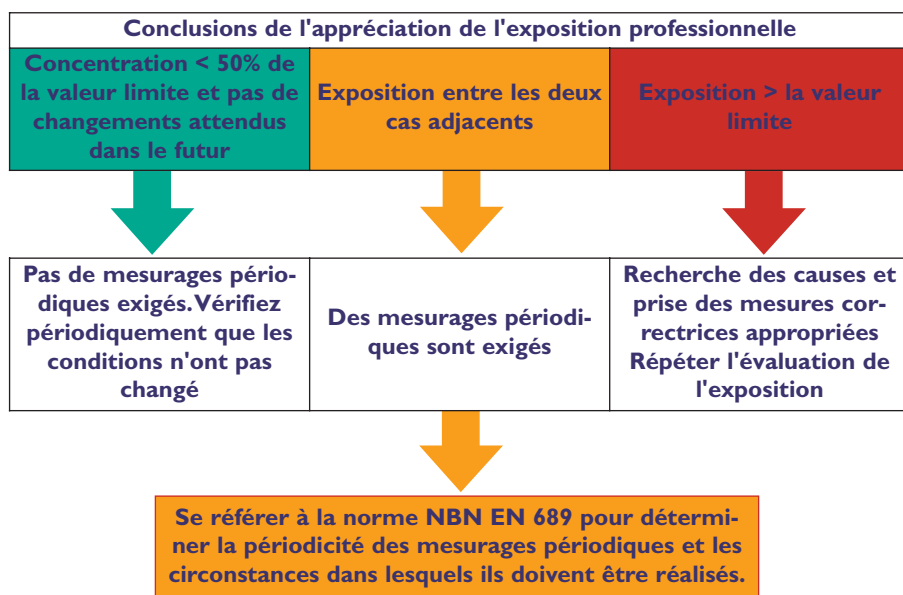 Conclusions de l'appréciation de l'exposition professionnelle
Concentration < 50% de
la valeur limite et pas de
changements attendus
dans le futur
Exposition entre les deux
cas adjacents
Exposition > la valeur
limite
Pas de mesurages pério-
diques exigés. Vérifiez
périodiquement que les
conditions n'ont pas
changé
Des mesurages périodi-
ques sont exigés
Recherche des causes et
prise des mesures cor-
rectrices appropriées
Répéter l'évaluation de
l'exposition
Se référer à la norme NBN EN 689 pour détermi-
ner la périodicité des mesurages périodiques et les
circonstances dans lesquels ils doivent être réalisés.